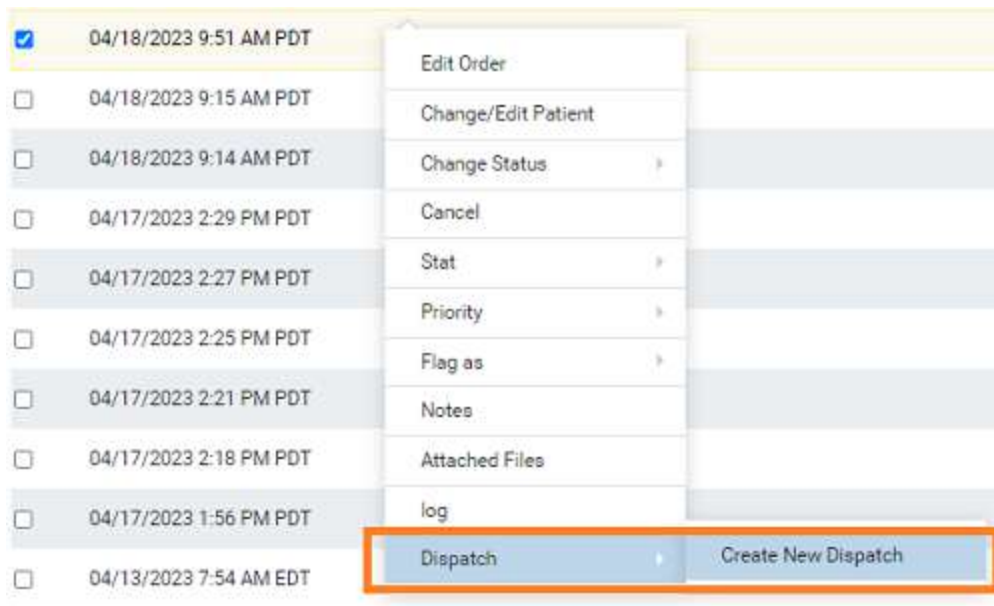 04/18/2023 9:51 AM PDT
04/18/2023 9:15 AM PDT
04/18/2023 9:14 AM PDT
04/17/2023 2:29 PM PDT
04/17/2023 2:27 PM PDT
04/17/2023 2:25 PM PDT
04/17/2023 2:21 PM PDT
04/17/2023 2:18 PM PDT
04/17/2023 1:56 PM PDT
04/13/2023 7:54 AM EDT
Edit Order
Change/Edit Patient
Change Status
Cancel
Stat
Priority
Flag as
Notes
Attached Files
log
Dispatch
Create New Dispatch